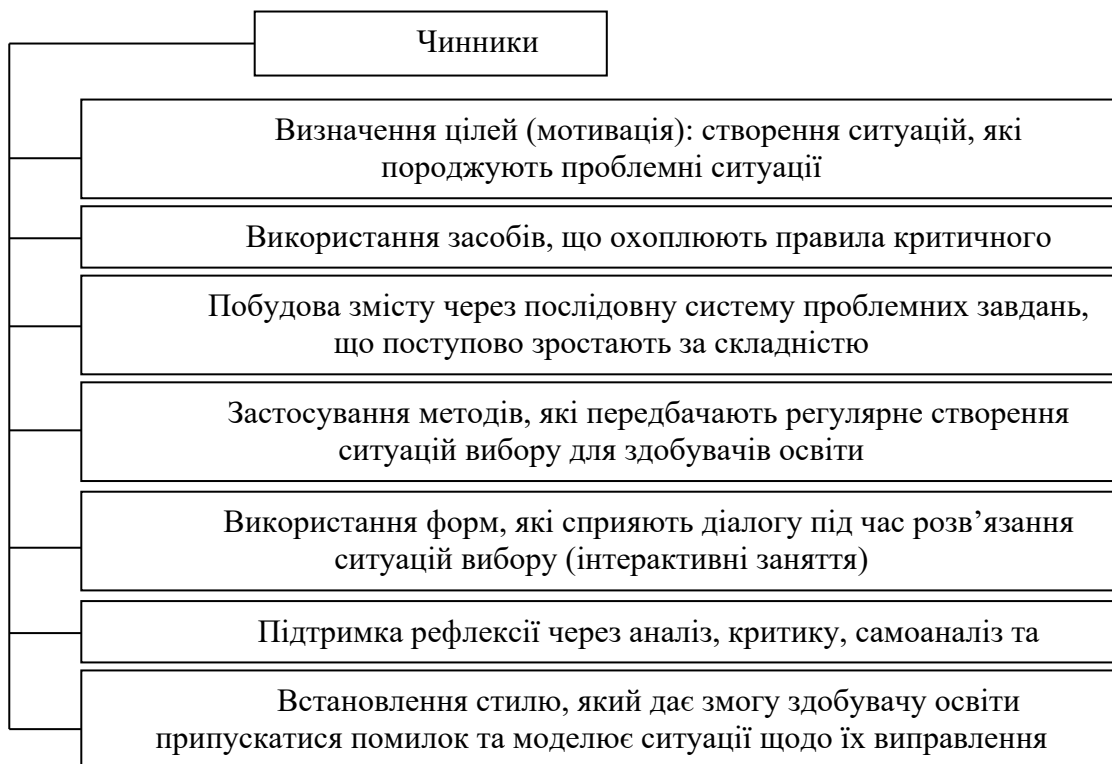 Чинники
Визначення цілей (мотивація): створення ситуацій, які
породжують проблемні ситуації
Використання засобів, що охоплюють правила критичного
Побудова змісту через послідовну систему проблемних завдань,
що поступово зростають за складністю
Застосування методів, які передбачають регулярне створення
ситуацій вибору для здобувачів освіти
Використання форм, які сприяють діалогу під час розв’язання
ситуацій вибору (інтерактивні заняття)
Підтримка рефлексії через аналіз, критику, самоаналіз та
Встановлення стилю, який дає змогу здобувачу освіти
припускатися помилок та моделює ситуації щодо їх виправлення